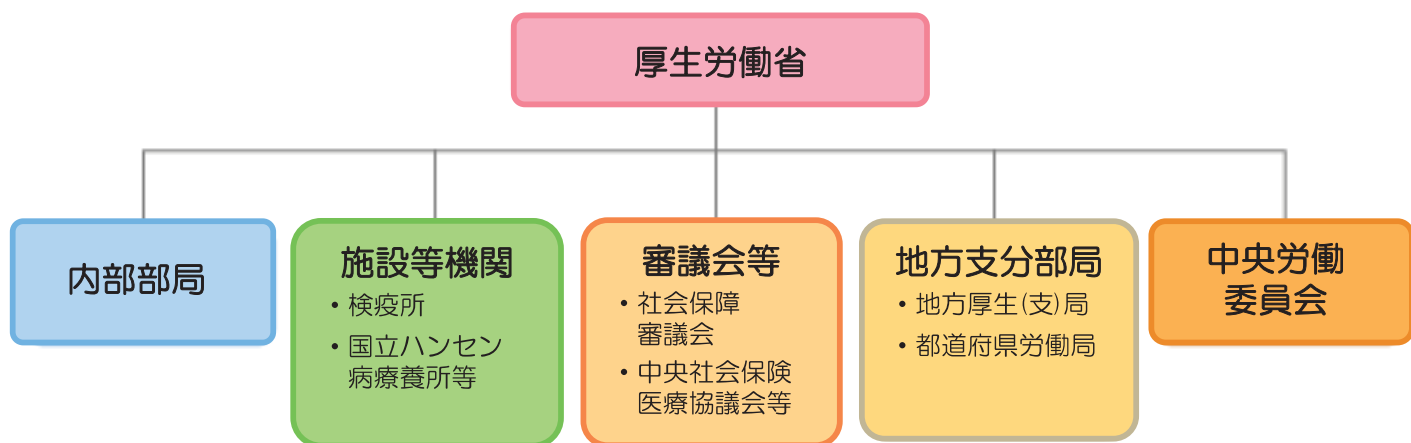 厚生労働省
内部部局
施設等機関
・検疫所
・国立ハンセン
病療養所等
審議会等
・社会保障
審議会
・中央社会保険
医療協議会等
地方支分部局
・地方厚生(支)局
・都道府県労働局
中央労働
委員会